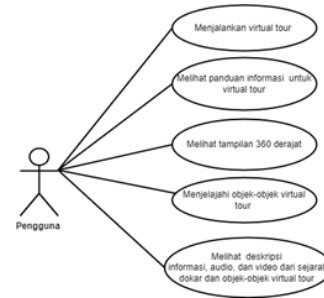 Menjalankan virtual tour
Melihat panduan informasi untuk
virtual tour
Melihat tampilan 360 derajat
Menjelajahi objek-objek virtual
tour
Pengguna
Melihat deskripsi
informasi, audio, dan video dari sejarah
dokar dan objek-objek virtual tour